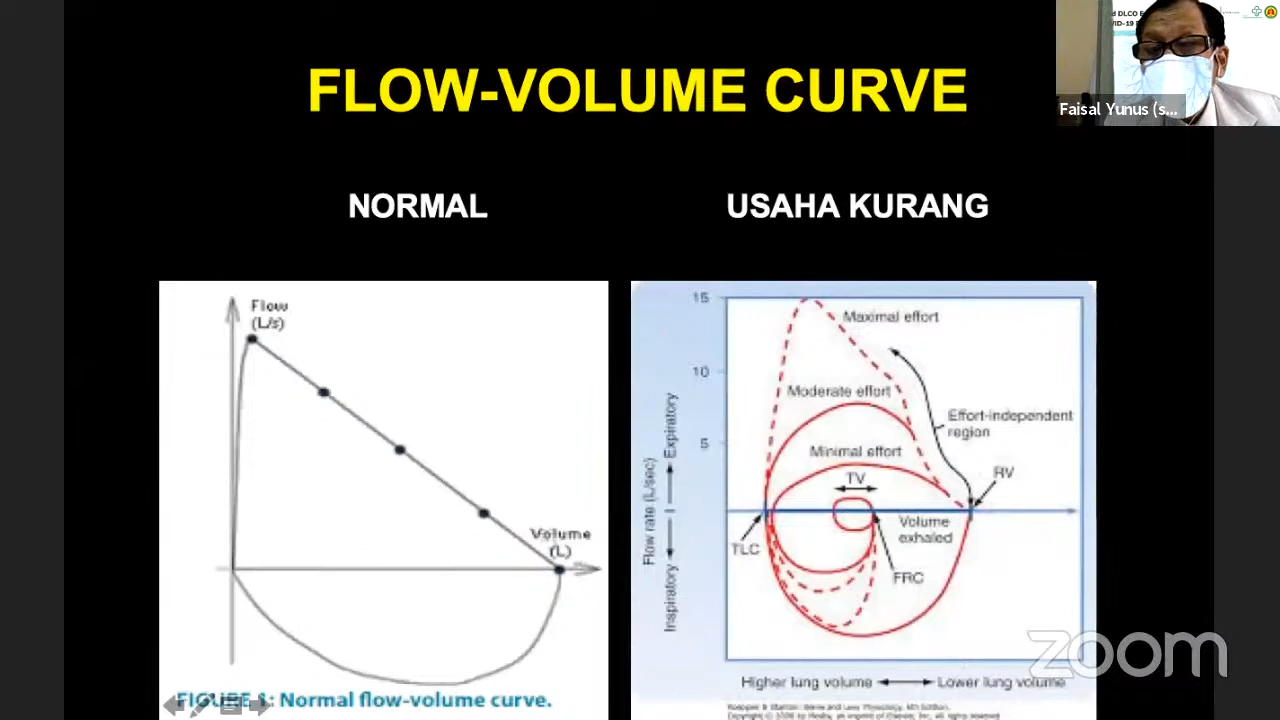 FLOW-VOLUME CURVE
Faisal Yunus (s...
NORMAL
USAHA KURANG
Flow
(L/s)
Volume
(L)
FIGURE 1: Normal flow-volume curve.
15
10
5
Maximal effort
Moderate effort
Minimal effort
Effort-independent
region
TV
RV
Volume
exhaled
TLC
FRC
Flow rate (L/sec)
Inspiratory
Expiratory
Higher lung volume
Lower lung volume
zoom